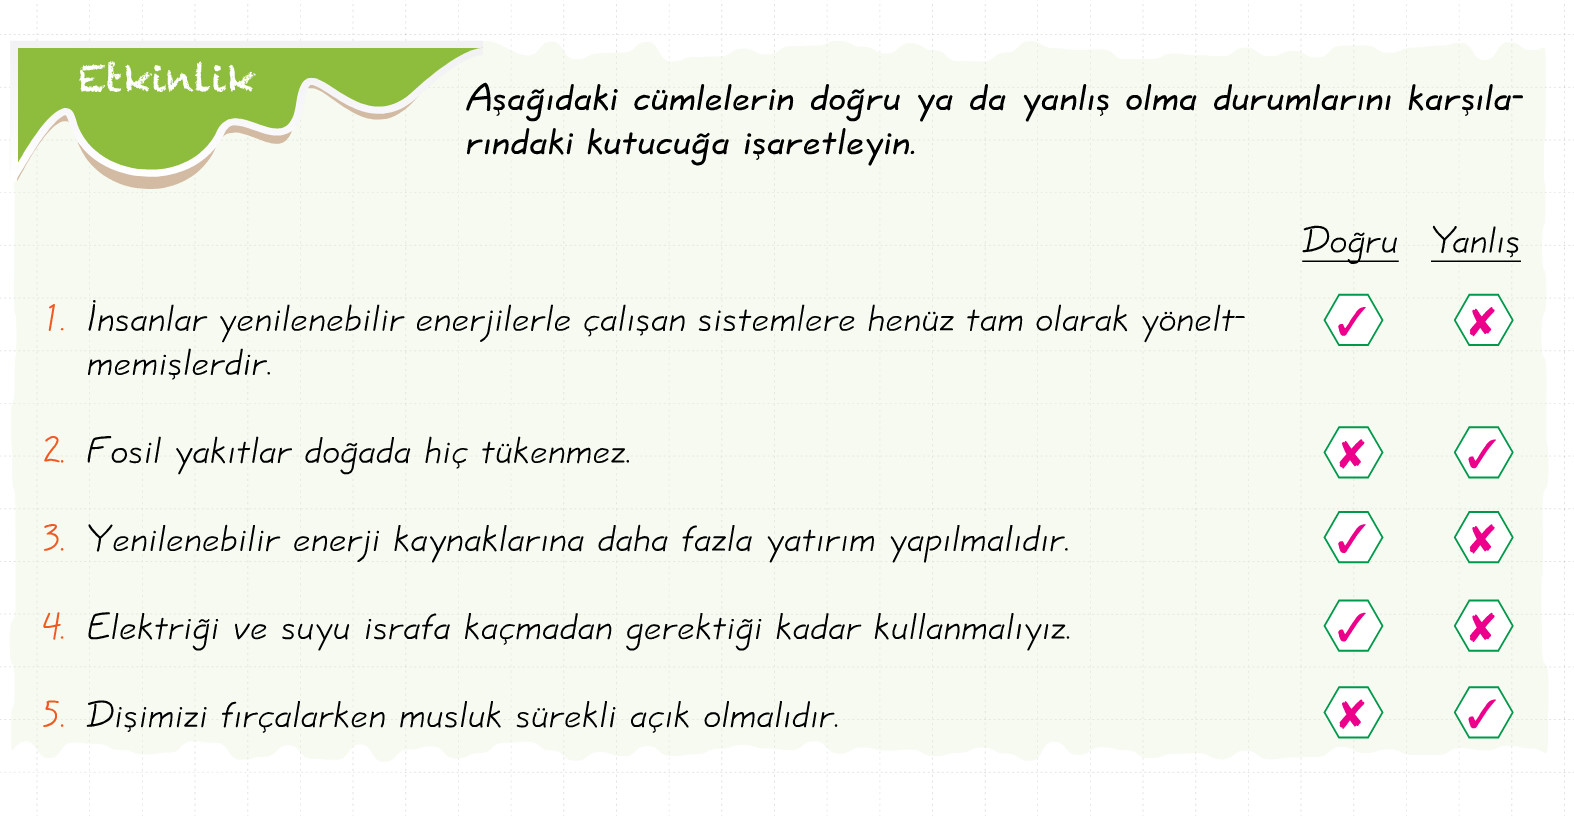 Etkinlik
Aşağıdaki cümlelerin doğru ya da yanlış olma durumlarını karşıla-
rındaki kutucuğa işaretleyin.
Doğru Yanlış
1. İnsanlar yenilenebilir enerjilerle çalışan sistemlere henüz tam olarak yönelt- ✓ ✘
memişlerdir.
2. Fosil yakıtlar doğada hiç tükenmez. ✘ ✓
3. Yenilenebilir enerji kaynaklarına daha fazla yatırım yapılmalıdır. ✓ ✘
4. Elektriği ve suyu israfa kaçmadan gerektiği kadar kullanmalıyız. ✓ ✘
5. Dişimizi fırçalarken musluk sürekli açık olmalıdır. ✘ ✓